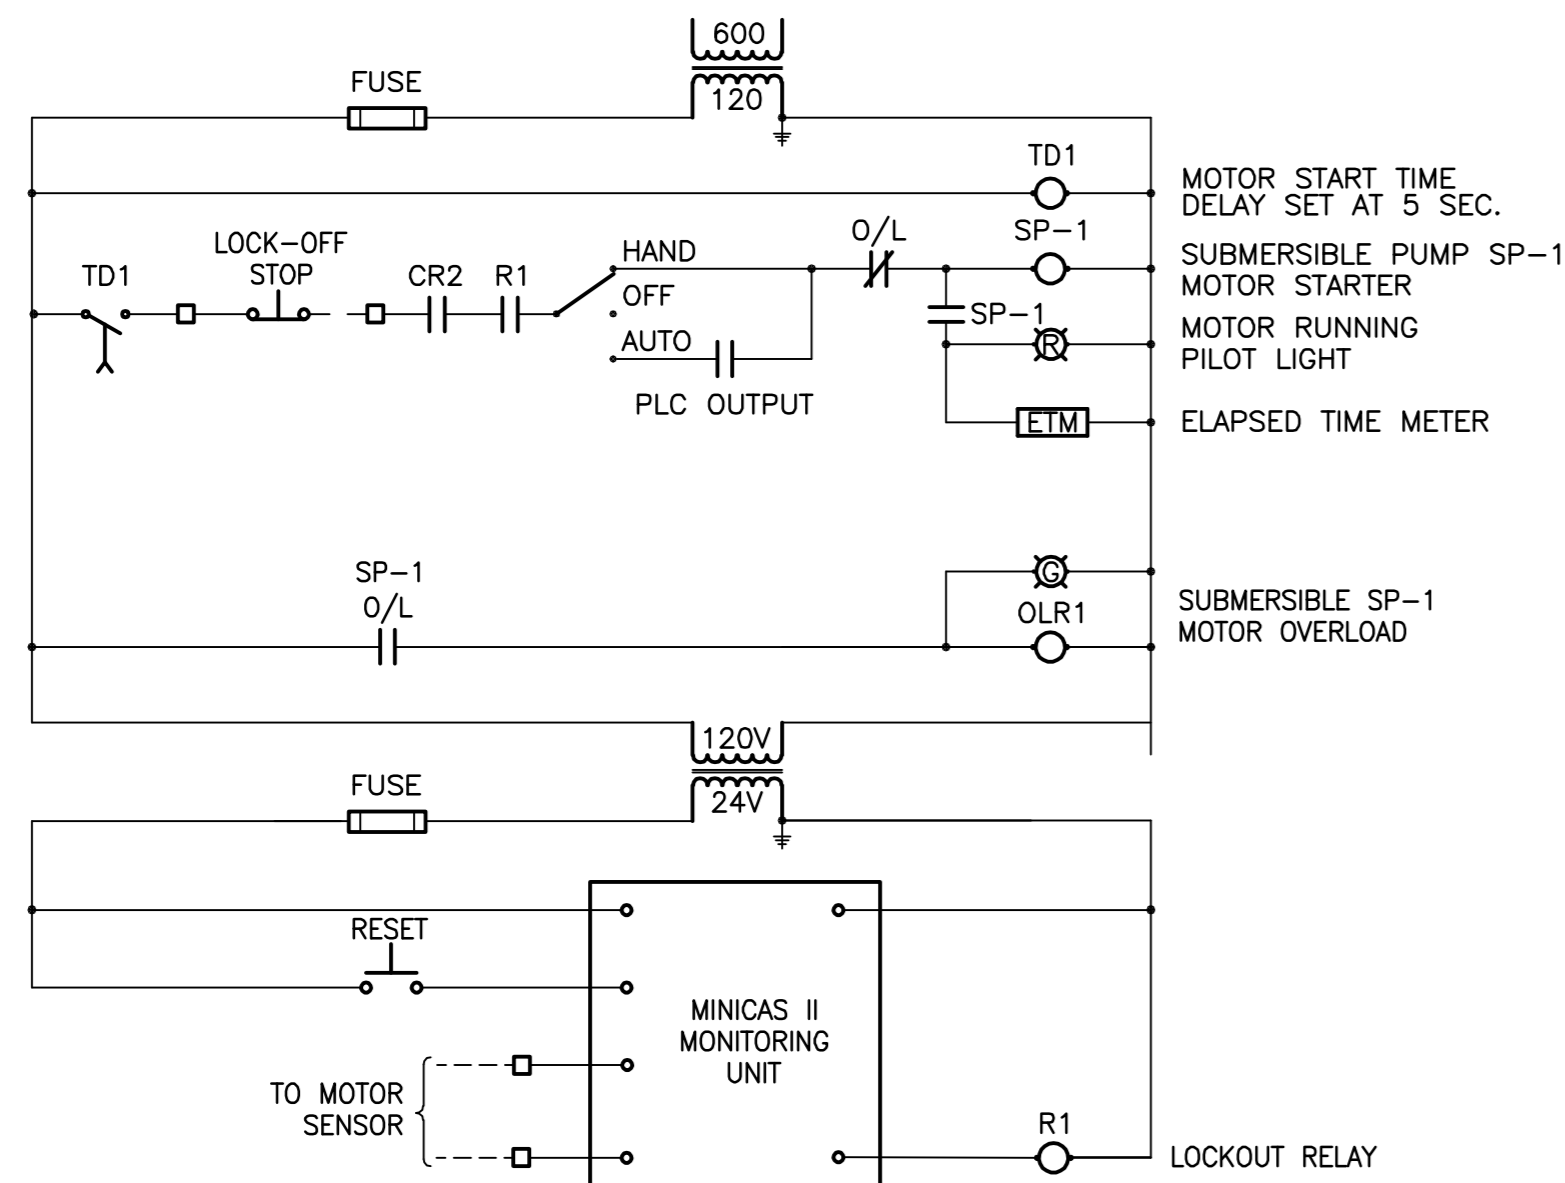 600
FUSE
120
TD1
MOTOR START TIME
DELAY SET AT 5 SEC.
LOCK-OFF
STOP
TD1
CR2
R1
HAND
OFF
AUTO
PLC OUTPUT
O/L
SP-1
SUBMERSIBLE PUMP SP-1
MOTOR STARTER
SP-1
R
MOTOR RUNNING
PILOT LIGHT
ETM
ELAPSED TIME METER
SP-1
O/L
G
OLR1
SUBMERSIBLE SP-1
MOTOR OVERLOAD
120V
FUSE
24V
RESET
MINICAS II
MONITORING
UNIT
TO MOTOR
SENSOR
R1
LOCKOUT RELAY